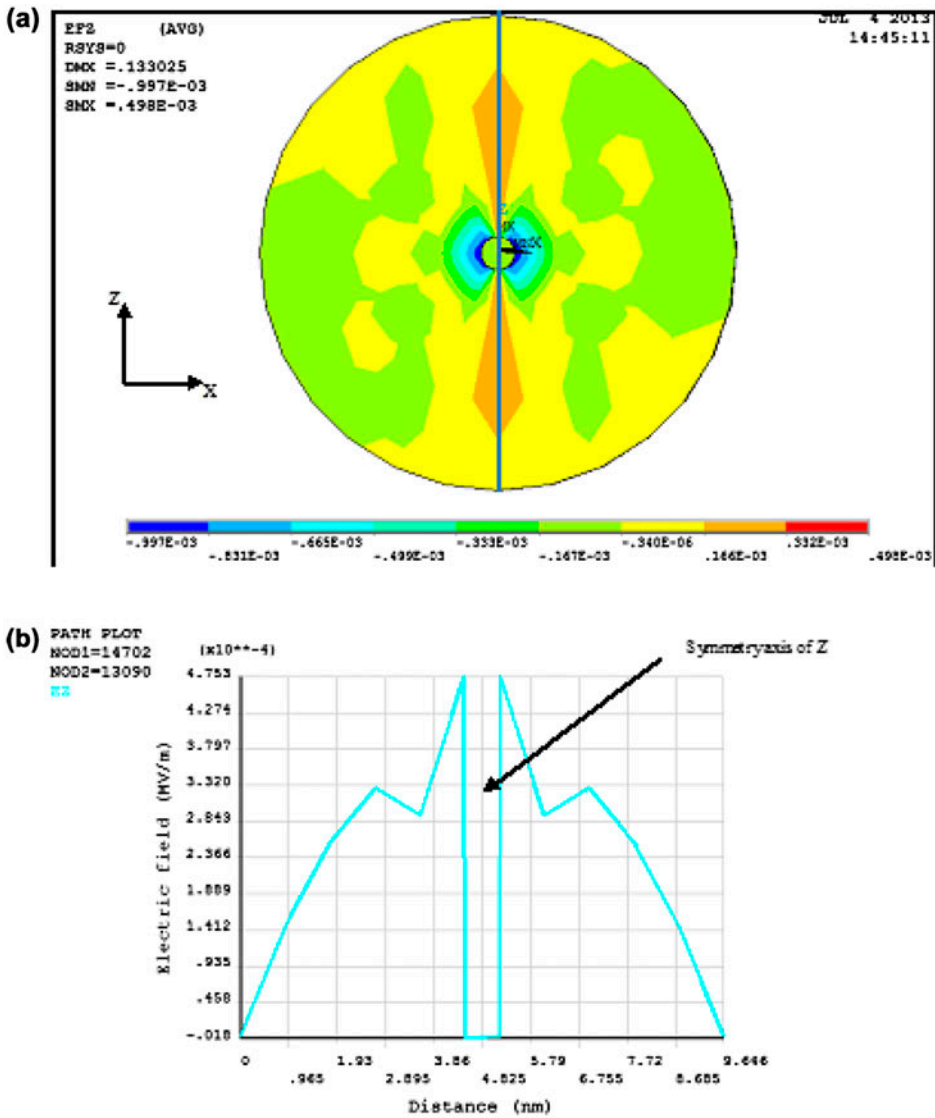 (a)
EFZ (AVG)
RSYS=0
DMX =.133025
SMN =-.997E-03
SMX =.498E-03
JUL 4 2013
14:45:11
Z
X
Z
X
-.997E-03 -.831E-03 -.665E-03 -.499E-03 -.333E-03 -.167E-03 -.340E-06 .166E-03 .332E-03 .498E-03
(b)
PATH PLOT
NOD1=14702
NOD2=13090
EZ
(x10**-4)
Symmetry axis of Z
4.753
4.276
3.797
3.320
2.843
2.366
1.889
1.412
.935
.458
-.018
Electric field (MV/m)
0 .965 1.93 2.895 3.86 4.825 5.79 6.755 7.72 8.685 9.646
Distance (nm)